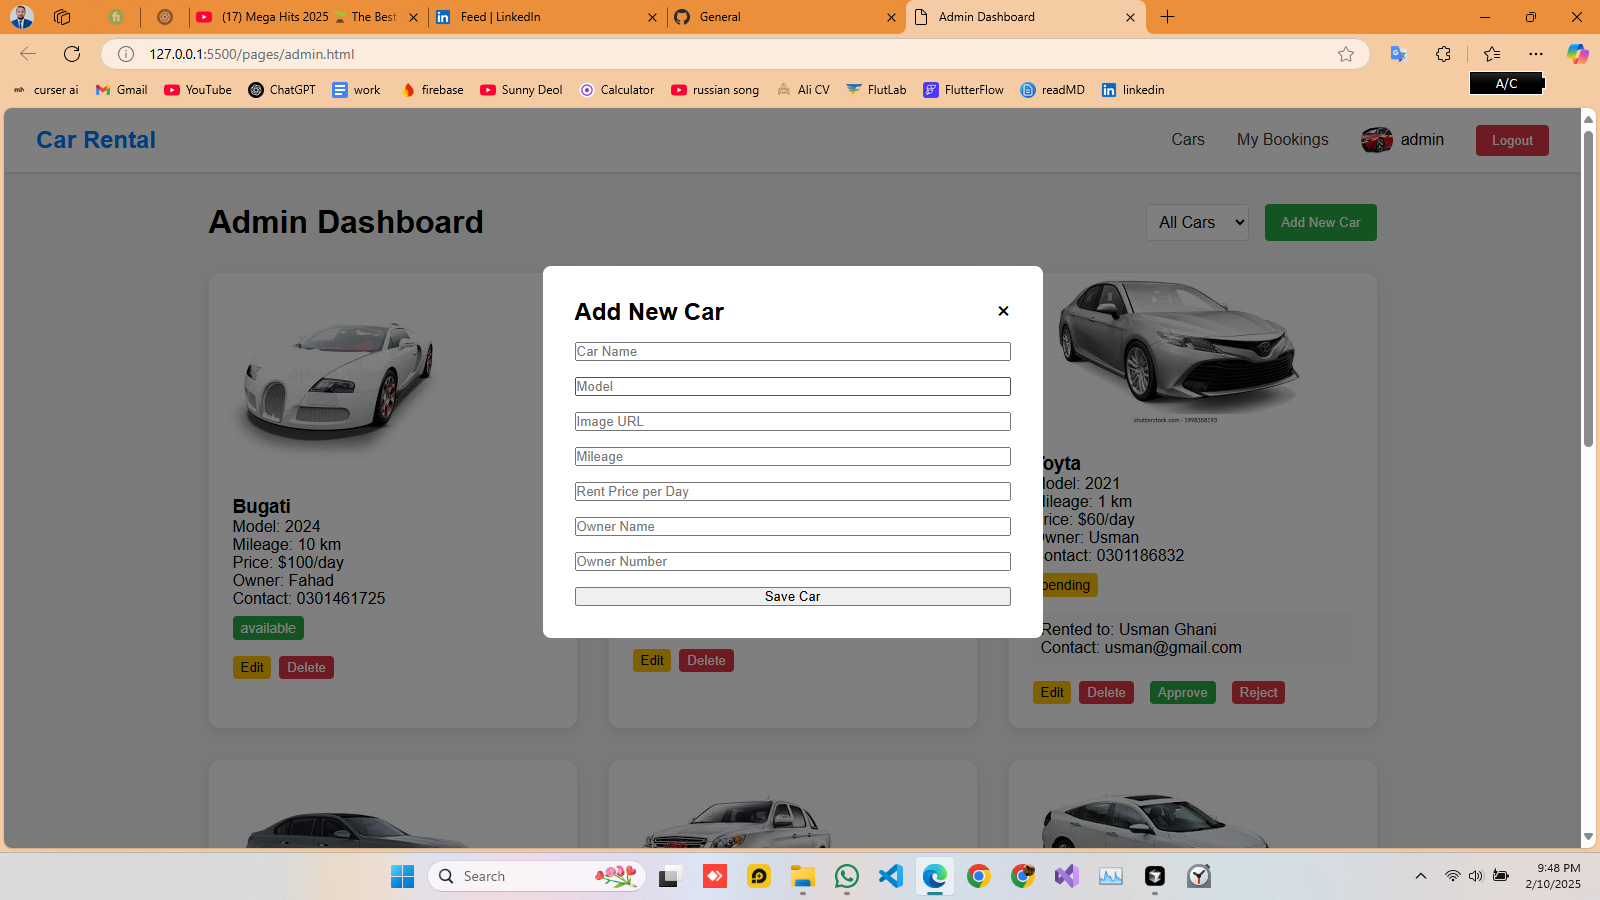 (17) Mega Hits 2025 🌱 The Best
Feed | LinkedIn
General
Admin Dashboard
127.0.0.1:5500/pages/admin.html
curser ai
Gmail
YouTube
ChatGPT
work
firebase
Sunny Deol
Calculator
russian song
Ali CV
FlutLab
FlutterFlow
readMD
linkedin
A/C
Car Rental
Cars
My Bookings
admin
Logout
Admin Dashboard
All Cars
Add New Car
Add New Car
×
Car Name
Model
Image URL
Mileage
Rent Price per Day
Owner Name
Owner Number
Save Car
Bugati
Model: 2024
Mileage: 10 km
Price: $100/day
Owner: Fahad
Contact: 0301461725
available
Edit
Delete
Edit
Delete
shutterstock.com · 1998358193
oyta
odel: 2021
ileage: 1 km
rice: $60/day
wner: Usman
ontact: 0301186832
pending
Rented to: Usman Ghani
Contact: usman@gmail.com
Edit
Delete
Approve
Reject
Search
9:48 PM
2/10/2025